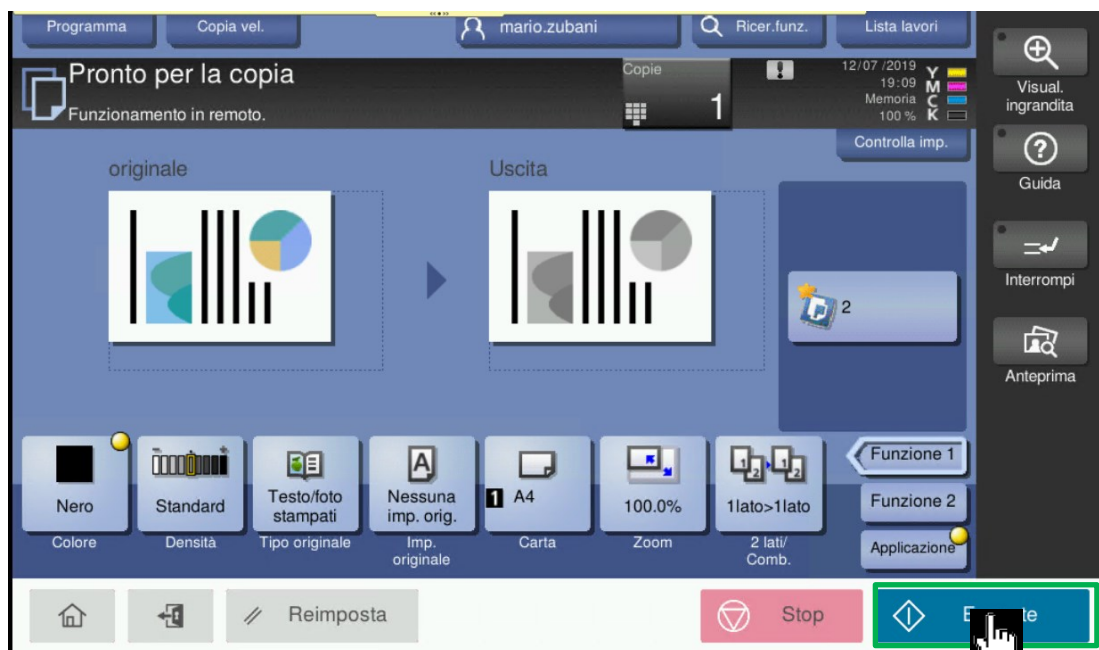 Programma
Copia vel.
mario.zubani
Ricer.funz.
Lista lavori
Pronto per la copia
Funzionamento in remoto.
Copie
1
12/07 /2019
19:09
Memoria
100 %
Y
M
C
K
Controlla imp.
originale
Uscita
2
Nero
Standard
Testo/foto
stampati
A
Nessuna
imp. orig.
1 A4
100.0%
1lato>1lato
Colore
Densità
Tipo originale
Imp.
originale
Carta
Zoom
2 lati/
Comb.
Funzione 1
Funzione 2
Applicazione
Visual.
ingrandita
Guida
Interrompi
Anteprima
Reimposta
Stop